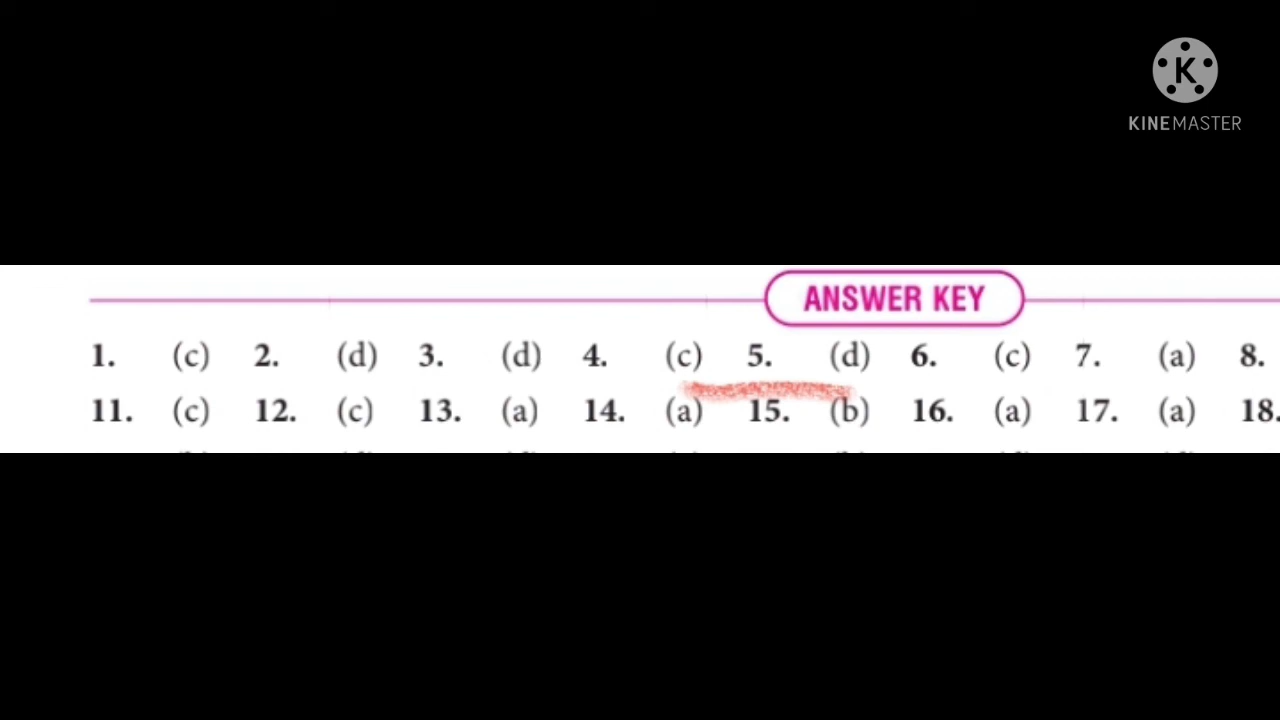 K
KINEMASTER
ANSWER KEY
1. (c) 2. (d) 3. (d) 4. (c) 5. (d) 6. (c) 7. (a) 8.
11. (c) 12. (c) 13. (a) 14. (a) 15. (b) 16. (a) 17. (a) 18.